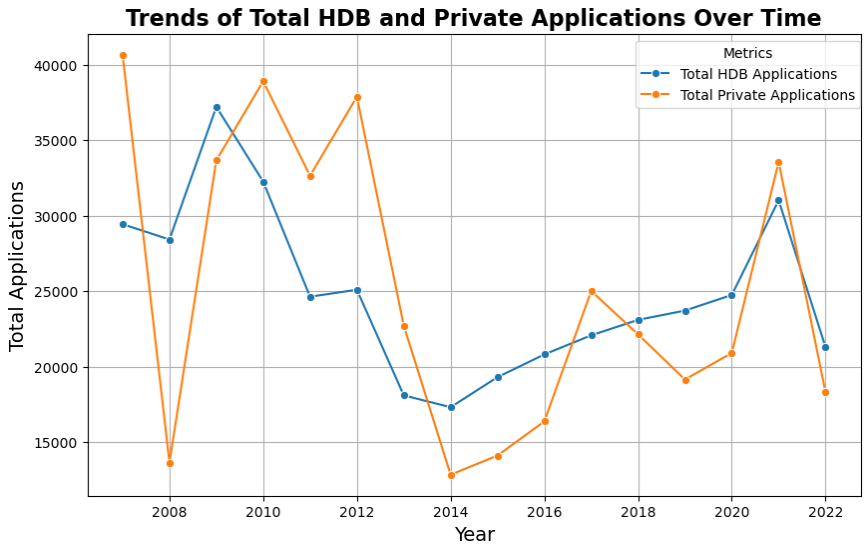 Trends of Total HDB and Private Applications Over Time
Metrics
Total HDB Applications
Total Private Applications
Total Applications
40000
35000
30000
25000
20000
15000
2008
2010
2012
2014
2016
2018
2020
2022
Year